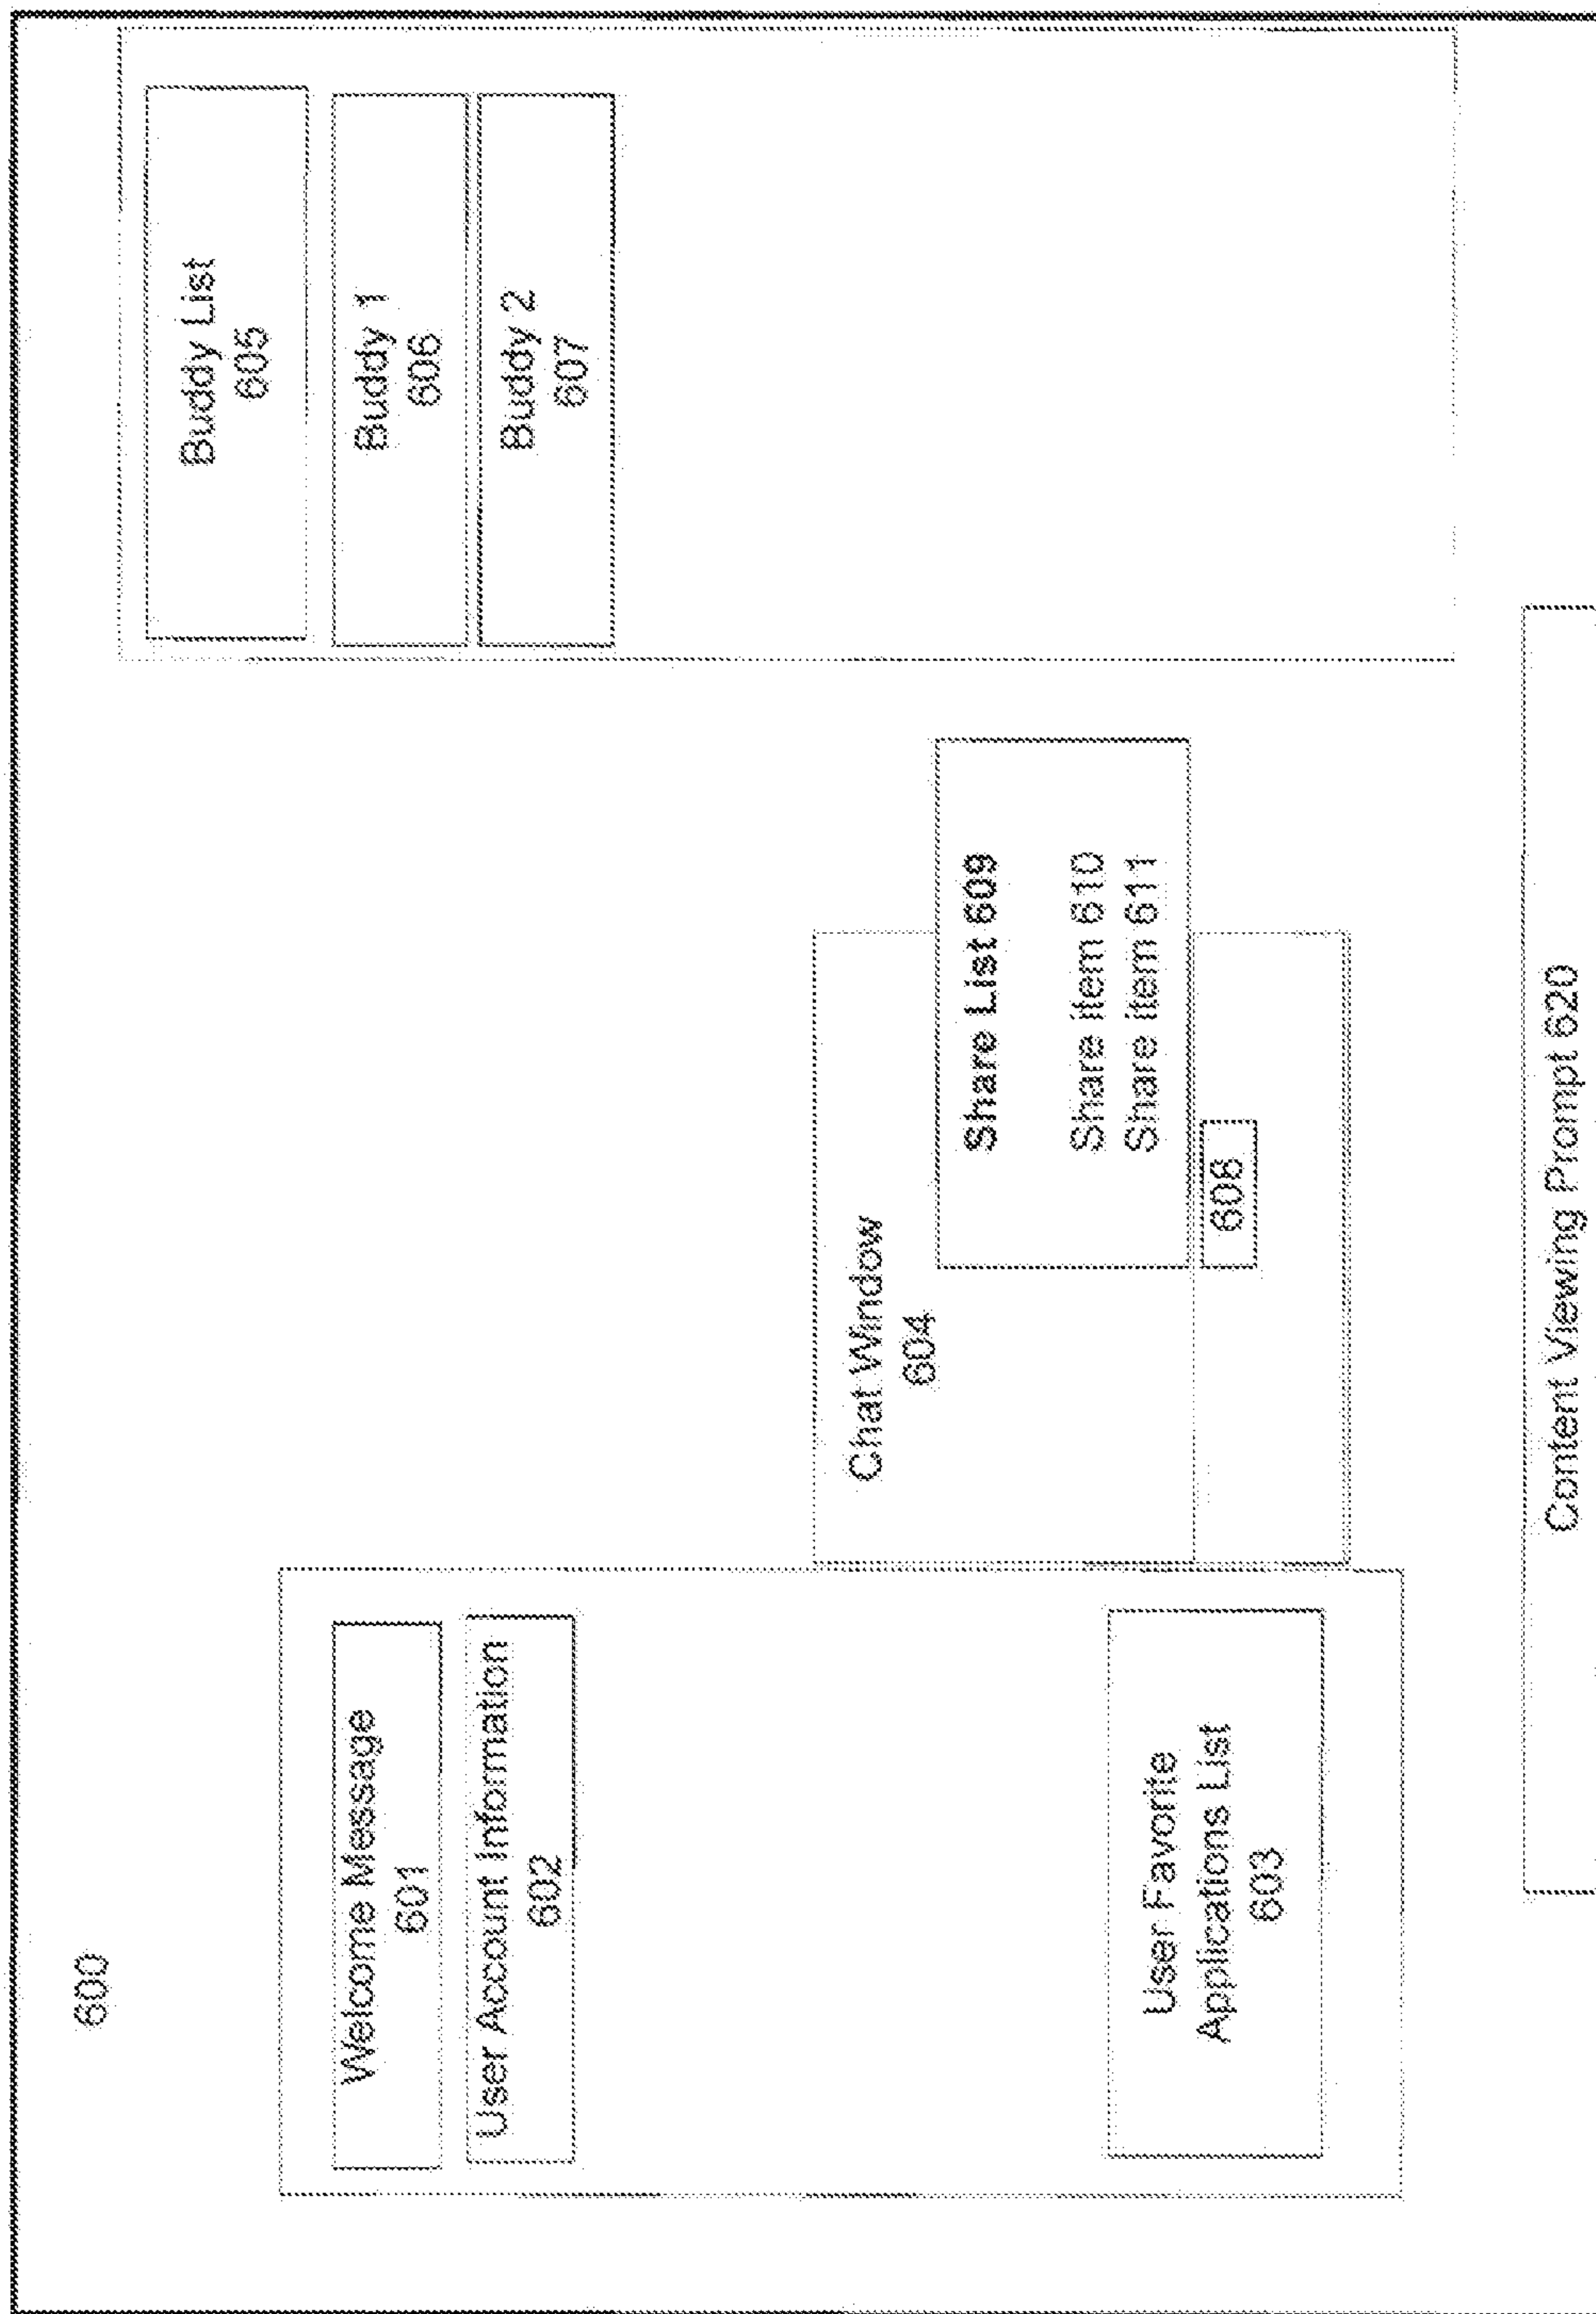 600
Welcome Message
601
User Account Information
602
User Favorite
Applications List
603
Chat Window
604
Share List 609
Share item 610
Share item 611
608
Buddy List
605
Buddy 1
606
Buddy 2
607
Content Viewing Prompt 620